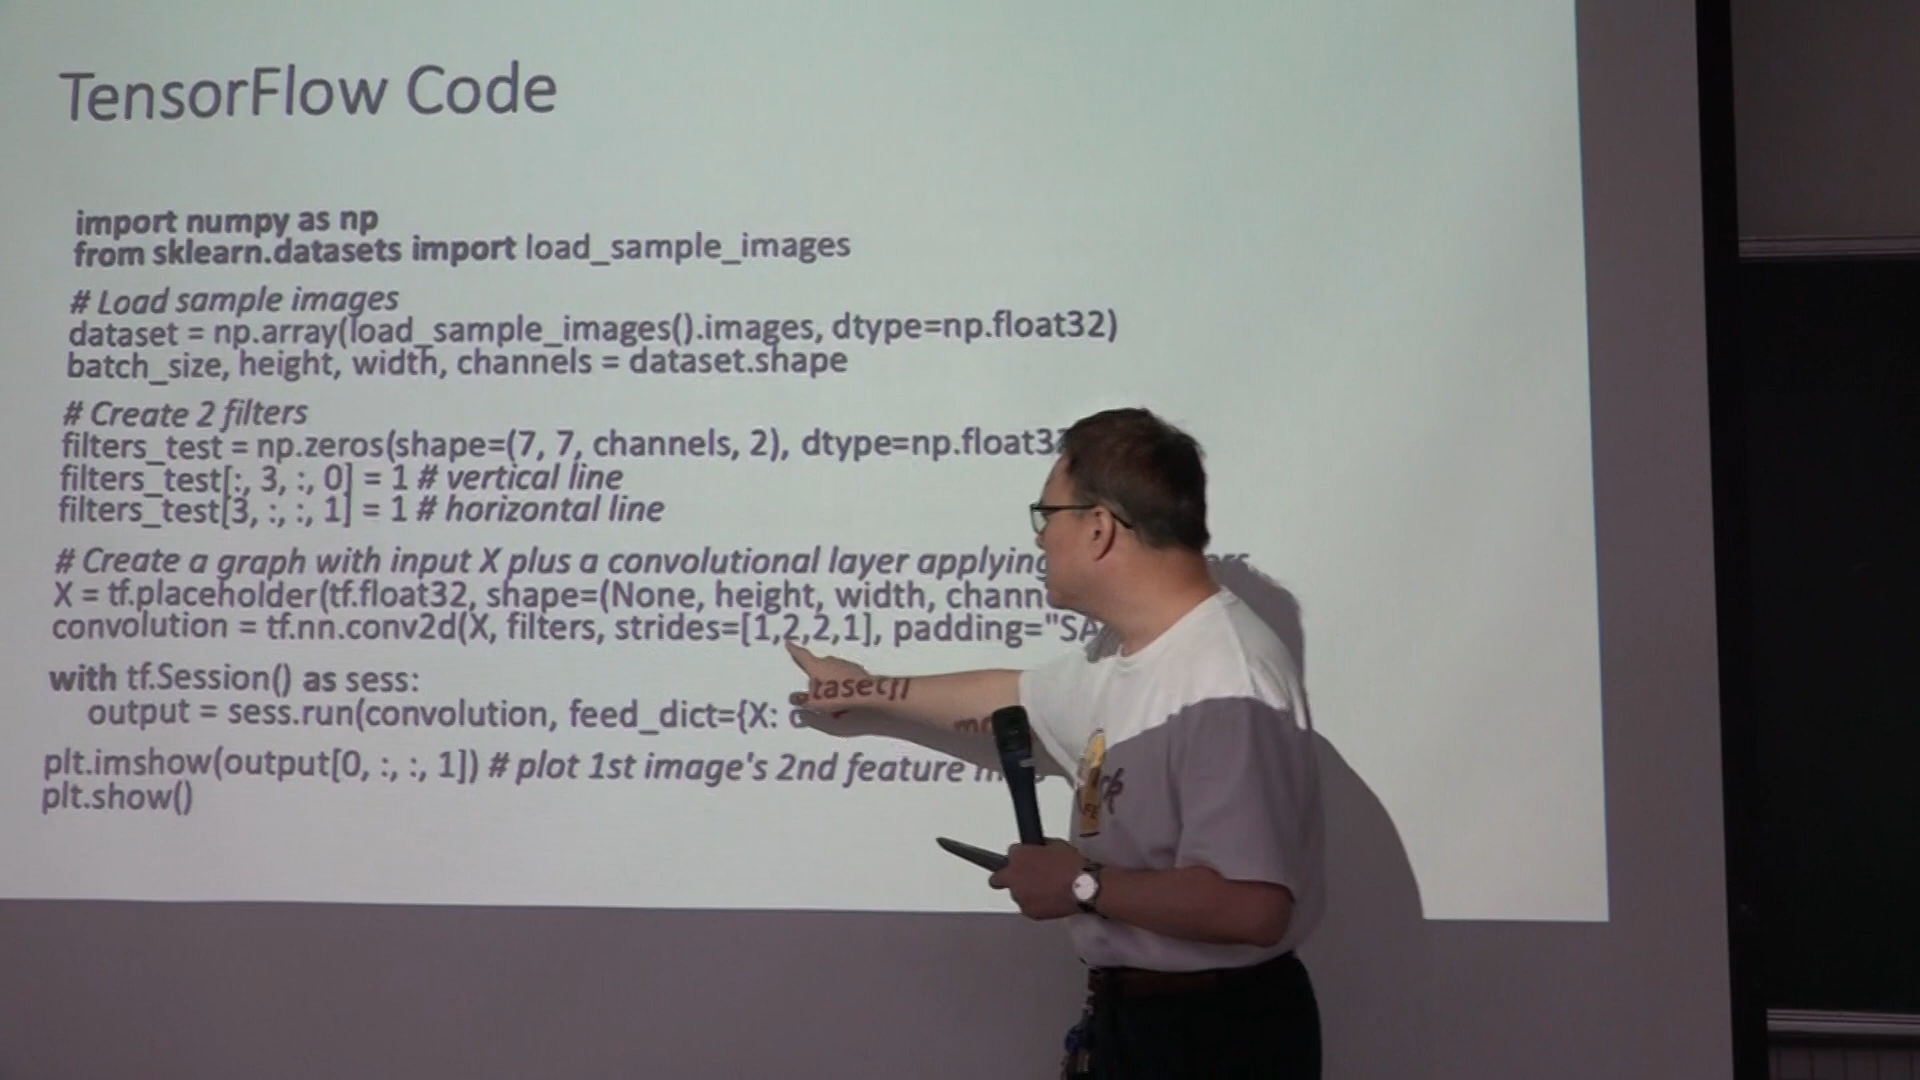 TensorFlow Code
import numpy as np
from sklearn.datasets import load_sample_images
# Load sample images
dataset = np.array(load_sample_images().images, dtype=np.float32)
batch_size, height, width, channels = dataset.shape
# Create 2 filters
filters_test = np.zeros(shape=(7, 7, channels, 2), dtype=np.float32
filters_test[:, 3, :, 0] = 1 # vertical line
filters_test[3, :, :, 1] = 1 # horizontal line
# Create a graph with input X plus a convolutional layer applying
X = tf.placeholder(tf.float32, shape=(None, height, width,
convolution = tf.nn.conv2d(X, filters, strides=[1,2,2,1], padding="SA
with tf.Session() as sess:
output = sess.run(convolution, feed_dict={X:
plt.imshow(output[0, :, :, 1]) # plot 1st image's 2nd feature
plt.show()